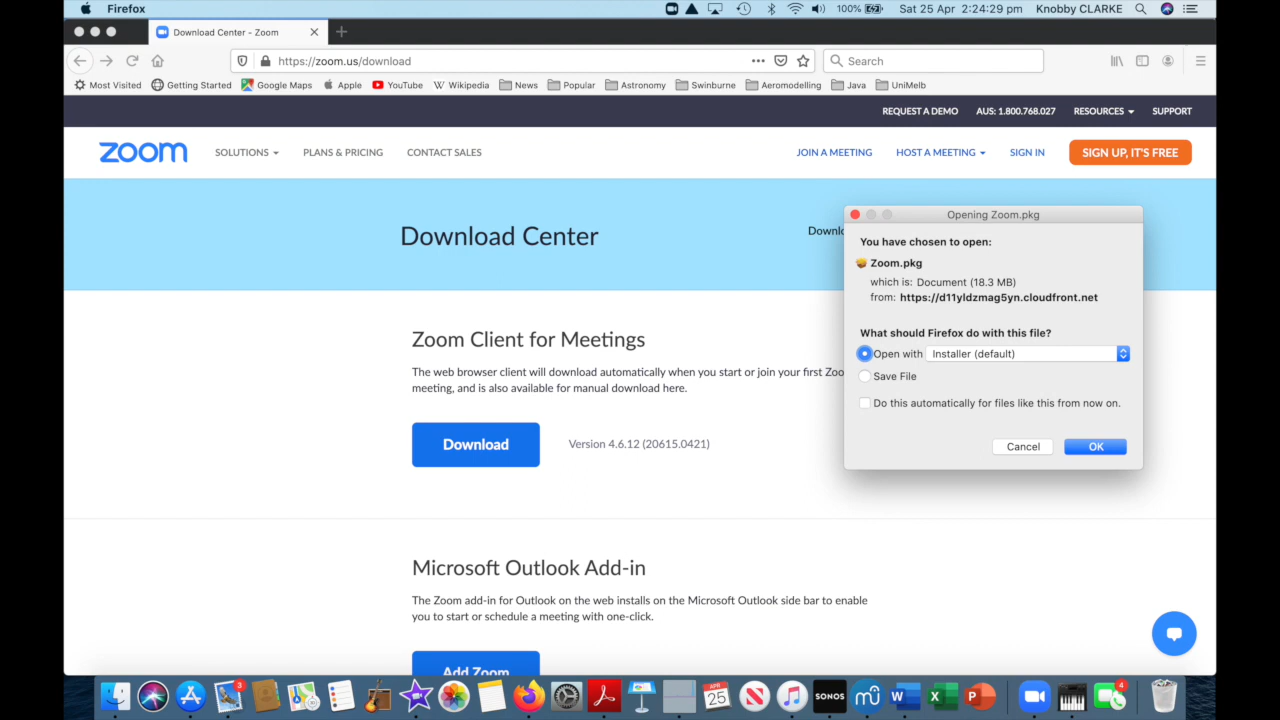 Firefox
100%
Sat 25 Apr 2:24:29 pm
Knobby CLARKE
Download Center - Zoom
https://zoom.us/download
Search
Most Visited
Getting Started
Google Maps
Apple
YouTube
Wikipedia
News
Popular
Astronomy
Swinburne
Aeromodelling
Java
UniMelb
REQUEST A DEMO
AUS: 1.800.768.027
RESOURCES
SUPPORT
zoom
SOLUTIONS
PLANS & PRICING
CONTACT SALES
JOIN A MEETING
HOST A MEETING
SIGN IN
SIGN UP, IT'S FREE
Download Center
Downlo
Opening Zoom.pkg
You have chosen to open:
Zoom.pkg
which is: Document (18.3 MB)
from: https://d11yldzmag5yn.cloudfront.net
What should Firefox do with this file?
Open with Installer (default)
Save File
Do this automatically for files like this from now on.
Cancel
OK
Zoom Client for Meetings
The web browser client will download automatically when you start or join your first Zoo
meeting, and is also available for manual download here.
Download
Version 4.6.12 (20615.0421)
Microsoft Outlook Add-in
The Zoom add-in for Outlook on the web installs on the Microsoft Outlook side bar to enable
you to start or schedule a meeting with one-click.
Add Zoom
3
APR
25
SONOS
W
X
P
4